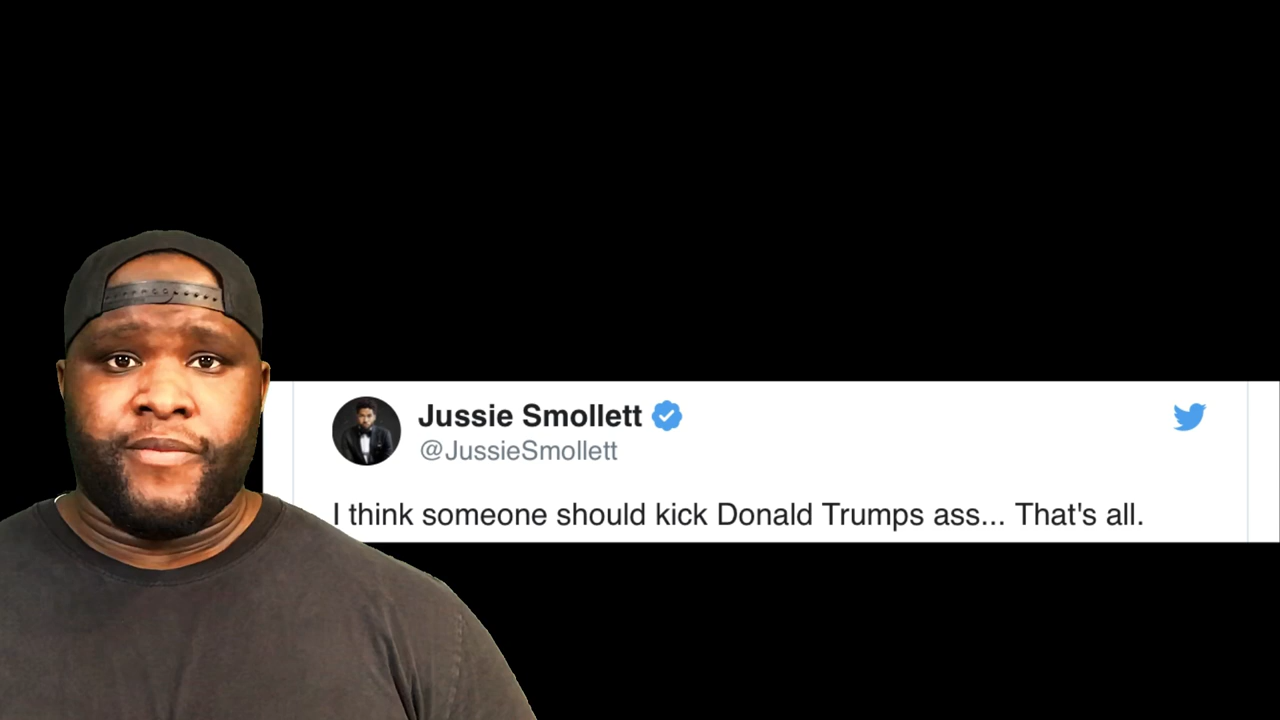 Jussie Smollett
@JussieSmollett
I think someone should kick Donald Trumps ass... That's all.